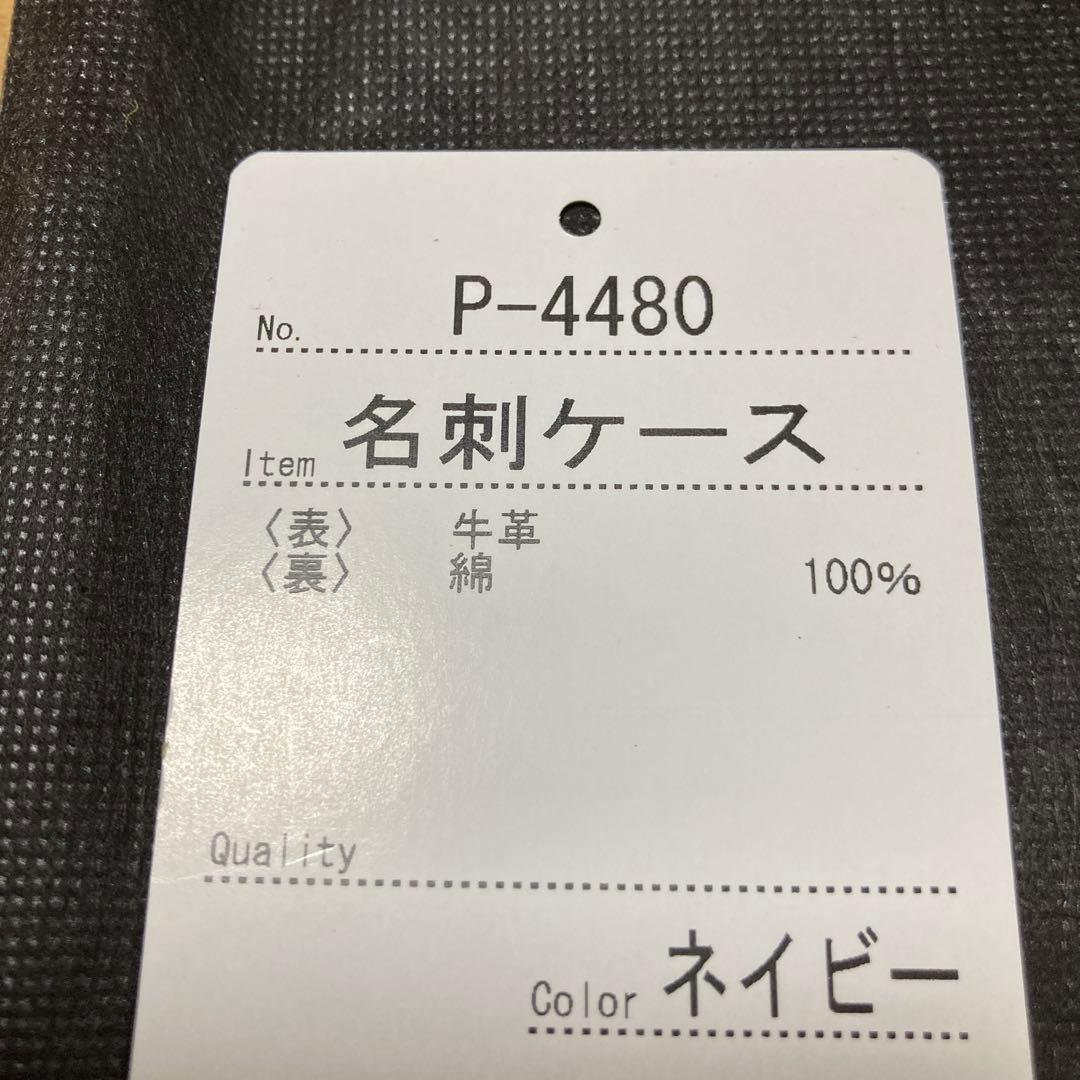 No. P-4480
Item 名刺ケース
〈表〉 牛革
〈裏〉 綿 100%
Quality
Color ネイビー